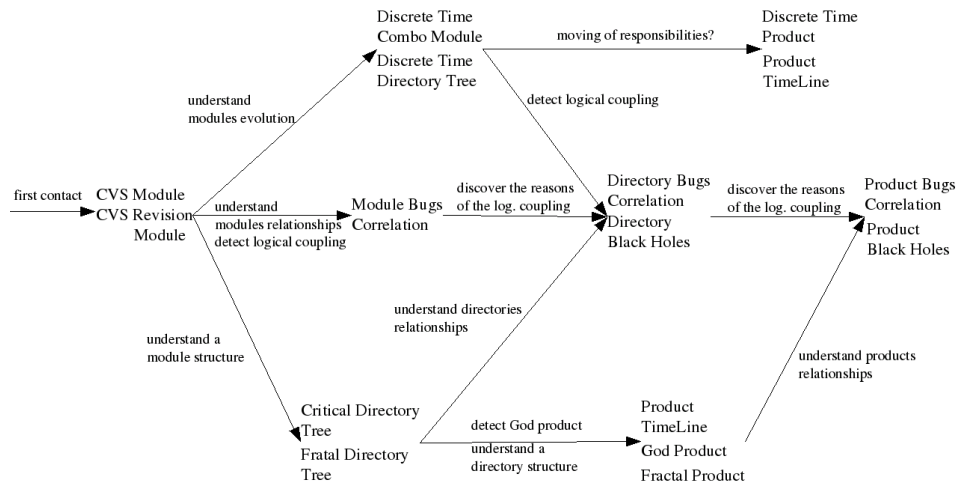 Discrete Time
Combo Module
Discrete Time
Directory Tree
moving of responsibilities?
Discrete Time
Product
Product
TimeLine
understand
modules evolution
detect logical coupling
first contact
CVS Module
CVS Revision
Module
understand
modules relationships
detect logical coupling
Module Bugs
Correlation
discover the reasons
of the log. coupling
Directory Bugs
Correlation
Directory
Black Holes
discover the reasons
of the log. coupling
Product Bugs
Correlation
Product
Black Holes
understand a
module structure
understand directories
relationships
understand products
relationships
Critical Directory
Tree
Fratal Directory
Tree
detect God product
understand a
directory structure
Product
TimeLine
God Product
Fractal Product